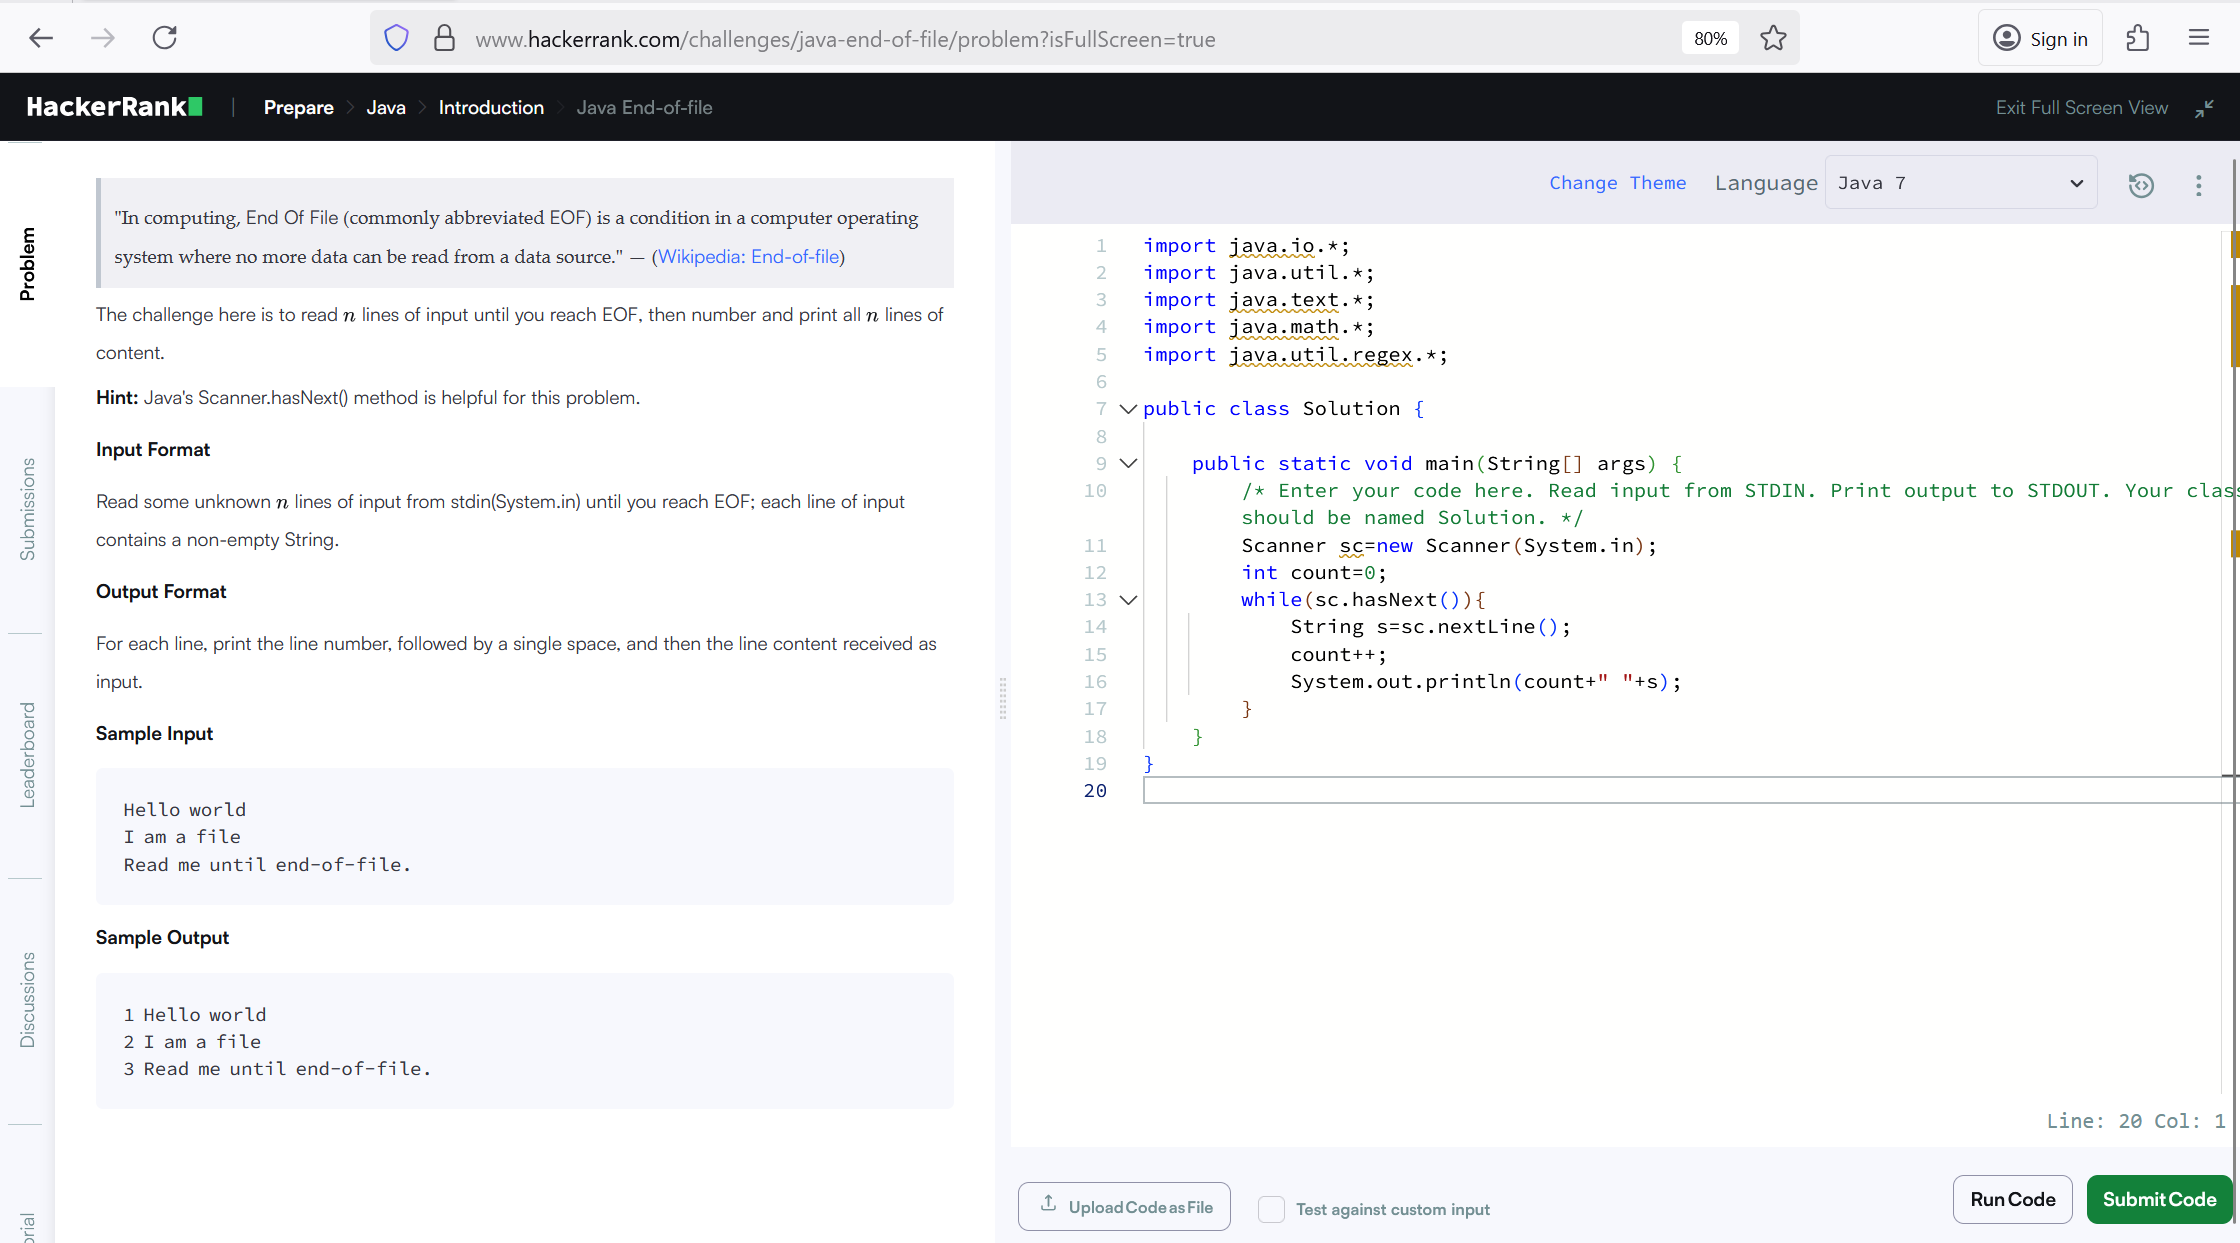 www.hackerrank.com/challenges/java-end-of-file/problem?isFullScreen=true
80%
Sign in
HackerRank
Prepare
Java
Introduction
Java End-of-file
Exit Full Screen View
Problem
Submissions
Leaderboard
Discussions
"In computing, End Of File (commonly abbreviated EOF) is a condition in a computer operating
system where no more data can be read from a data source." — (Wikipedia: End-of-file)
The challenge here is to read n lines of input until you reach EOF, then number and print all n lines of
content.
Hint: Java's Scanner.hasNext() method is helpful for this problem.
Input Format
Read some unknown n lines of input from stdin(System.in) until you reach EOF; each line of input
contains a non-empty String.
Output Format
For each line, print the line number, followed by a single space, and then the line content received as
input.
Sample Input
Hello world
I am a file
Read me until end-of-file.
Sample Output
1 Hello world
2 I am a file
3 Read me until end-of-file.
Change Theme
Language
Java 7
1 import java.io.*;
2 import java.util.*;
3 import java.text.*;
4 import java.math.*;
5 import java.util.regex.*;
6
7 public class Solution {
8
9 public static void main(String[] args) {
10 /* Enter your code here. Read input from STDIN. Print output to STDOUT. Your class
should be named Solution. */
11 Scanner sc=new Scanner(System.in);
12 int count=0;
13 while(sc.hasNext()){
14 String s=sc.nextLine();
15 count++;
16 System.out.println(count+" "+s);
17 }
18 }
19 }
20
Line: 20 Col: 1
Upload Code as File
Test against custom input
Run Code
Submit Code